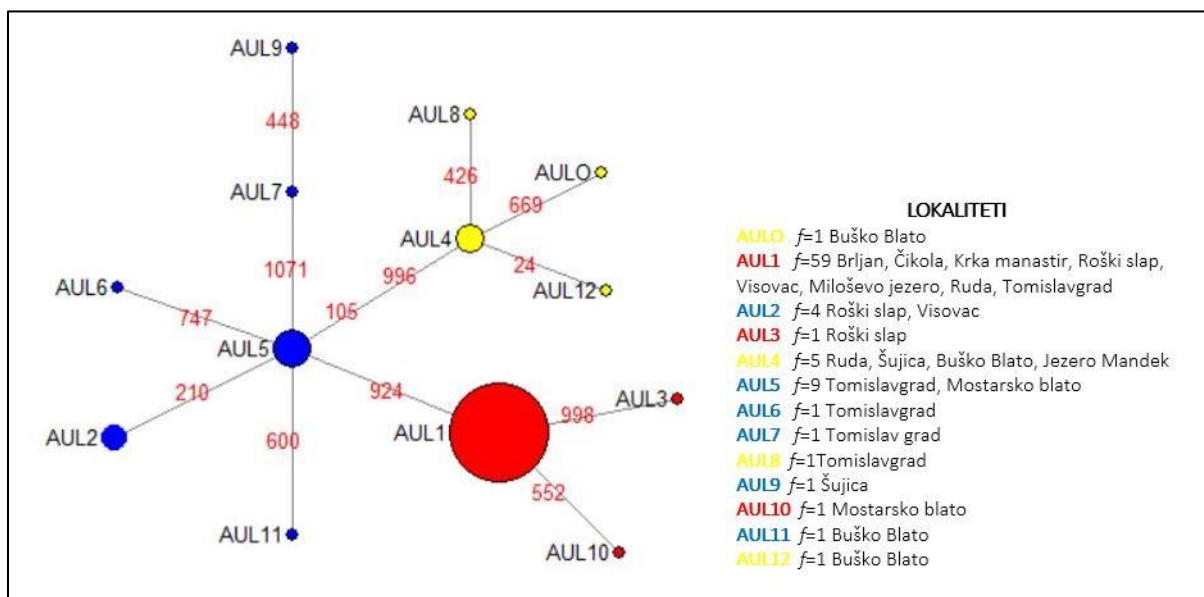 AUL9
448
AUL8
AULO
426
AUL7
669
AUL4
24
996
1071
AUL12
AUL6
105
747
AUL5
924
210
AUL3
998
AUL2
AUL1
600
552
AUL11
AUL10
LOKALITETI
AULO f=1 Buško Blato
AUL1 f=59 Brljan, Čikola, Krka manastir, Roški slap,
Visovac, Miloševo jezero, Ruda, Tomislavgrad
AUL2 f=4 Roški slap, Visovac
AUL3 f=1 Roški slap
AUL4 f=5 Ruda, Šujica, Buško Blato, Jezero Mandek
AUL5 f=9 Tomislavgrad, Mostarsko blato
AUL6 f=1 Tomislavgrad
AUL7 f=1 Tomislav grad
AUL8 f=1Tomislavgrad
AUL9 f=1 Šujica
AUL10 f=1 Mostarsko blato
AUL11 f=1 Buško Blato
AUL12 f=1 Buško Blato